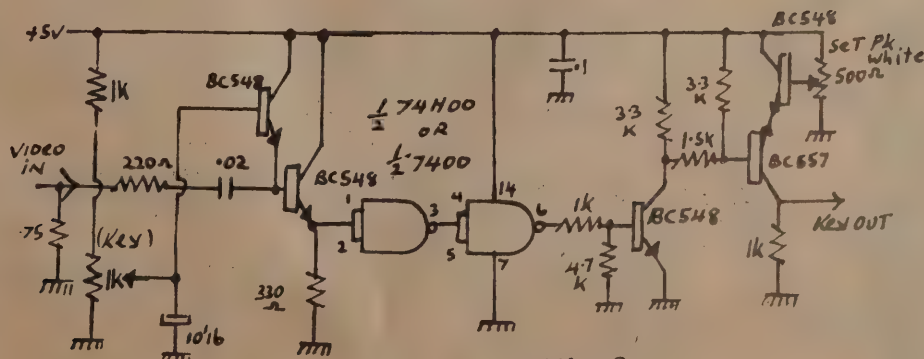 +5V
1k
VIDEO IN
75
220Ω
.02
(Key)
1k
10'16
BC548
BC548
330 Ω
½ 74H00
OR
½ 7400
1
2
3
4
5
6
14
7
.1
1k
4.7 K
3.3 K
BC548
3.3 K
1.5K
BC548
SET PK white
500Ω
BC557
1k
Key OUT